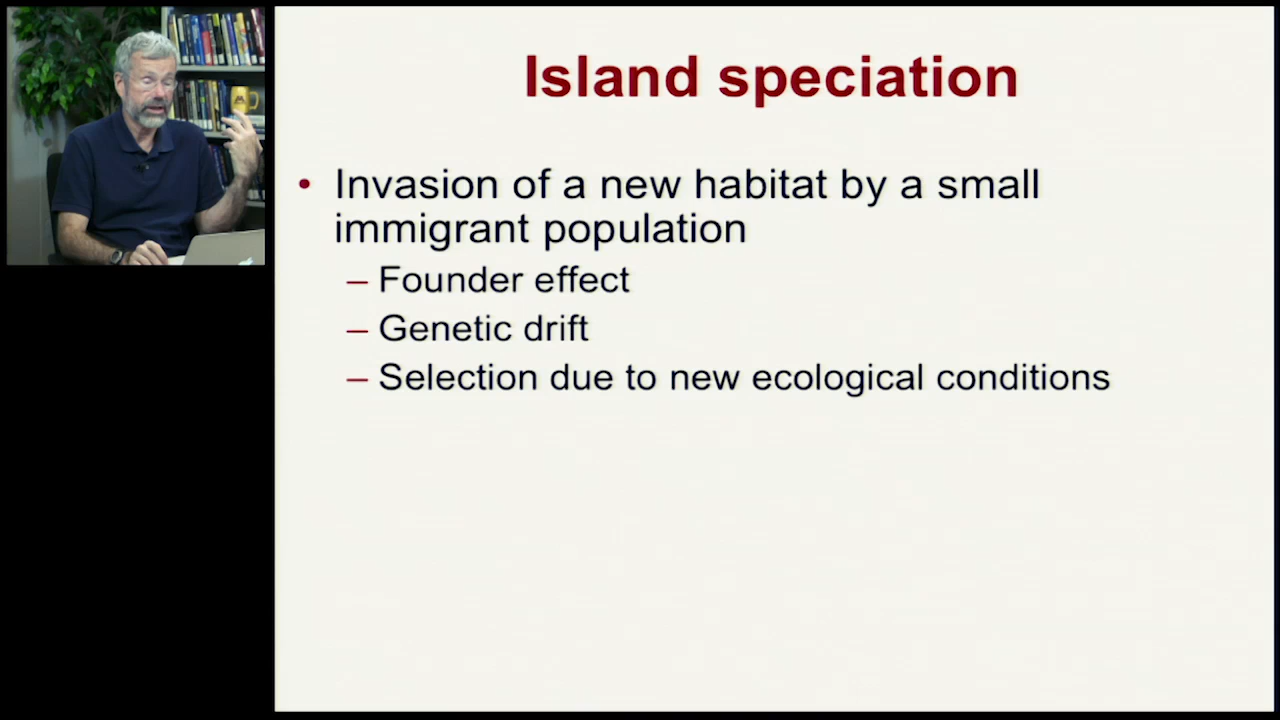 Island speciation
• Invasion of a new habitat by a small
immigrant population
– Founder effect
– Genetic drift
– Selection due to new ecological conditions